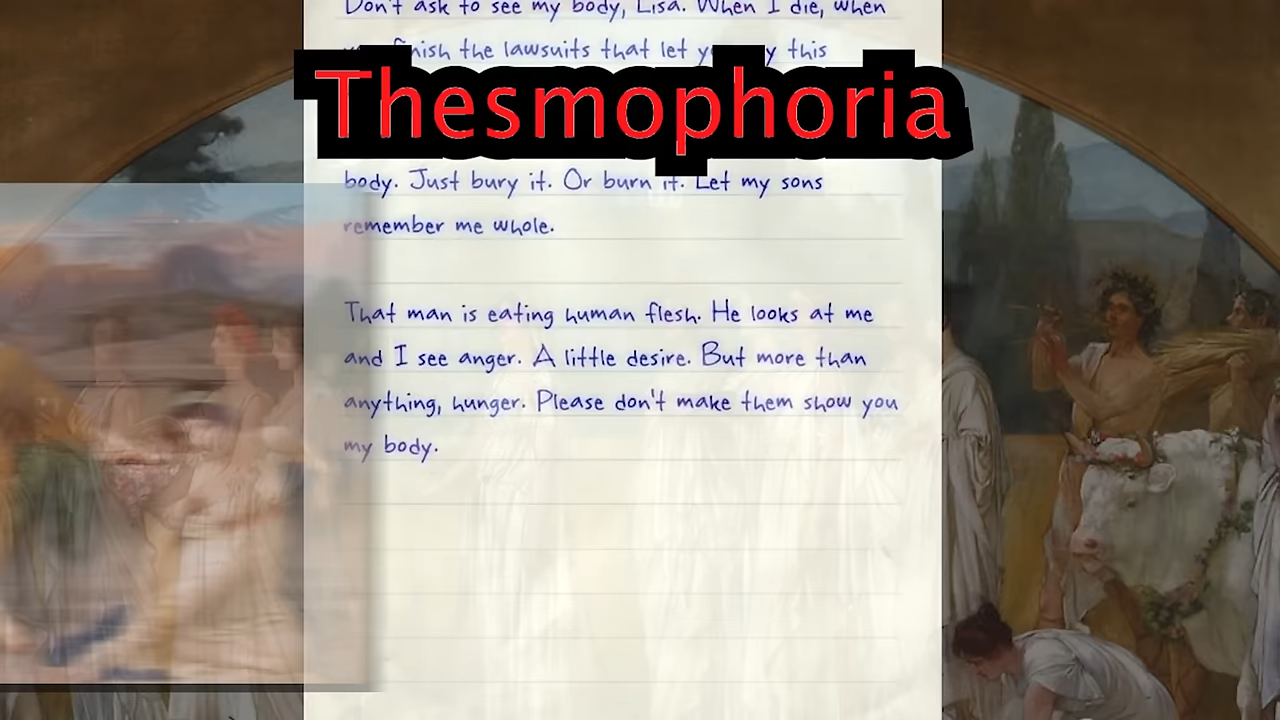 Don't ask to see my body, Lisa. When I die, when
finish the lawsuits that let this
Thesmophoria
body. Just bury it. Or burn it. Let my sons
remember me whole.
That man is eating human flesh. He looks at me
and I see anger. A little desire. But more than
anything, hunger. Please don't make them show you
my body.